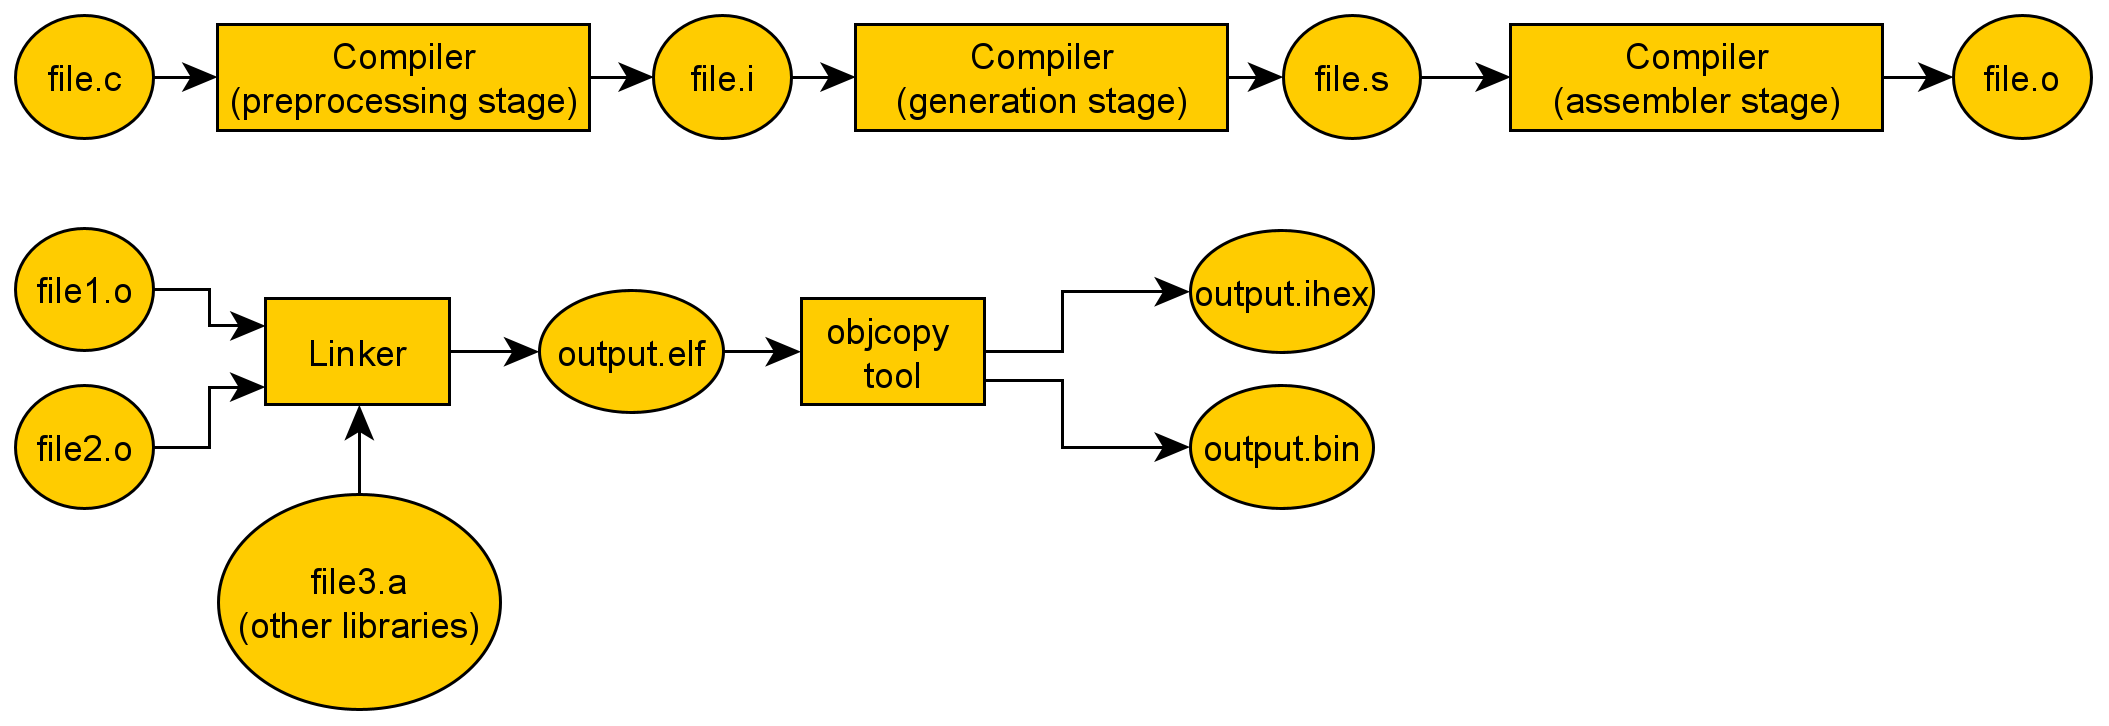 file.c
Compiler
(preprocessing stage)
file.i
Compiler
(generation stage)
file.s
Compiler
(assembler stage)
file.o
file1.o
file2.o
Linker
file3.a
(other libraries)
output.elf
objcopy
tool
output.ihex
output.bin